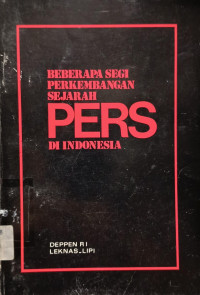 BEBERAPA SEGI
PERKEMBANGAN
SEJARAH
PERS
DI INDONESIA
DEPPEN RI
LEKNAS-LIPI